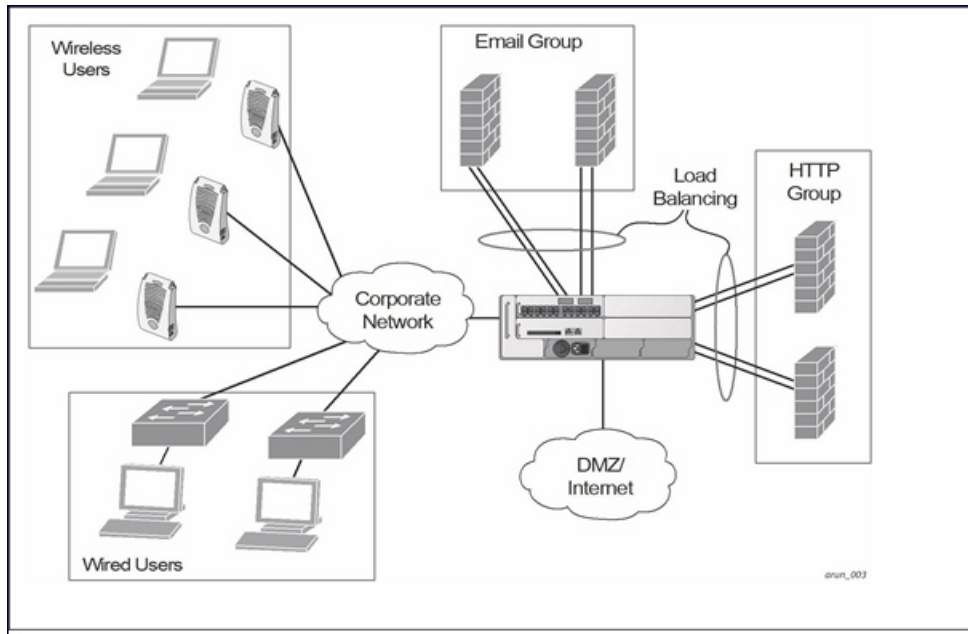 Wireless
Users
Email Group
Load
Balancing
HTTP
Group
Corporate
Network
DMZ/
Internet
Wired Users
arun_003